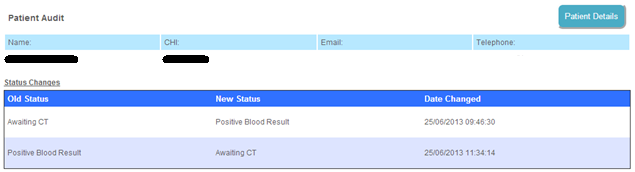 Patient Audit
Patient Details
Name: CHI: Email: Telephone:
Status Changes
Old Status New Status Date Changed
Awaiting CT Positive Blood Result 25/06/2013 09:46:30
Positive Blood Result Awaiting CT 25/06/2013 11:34:14